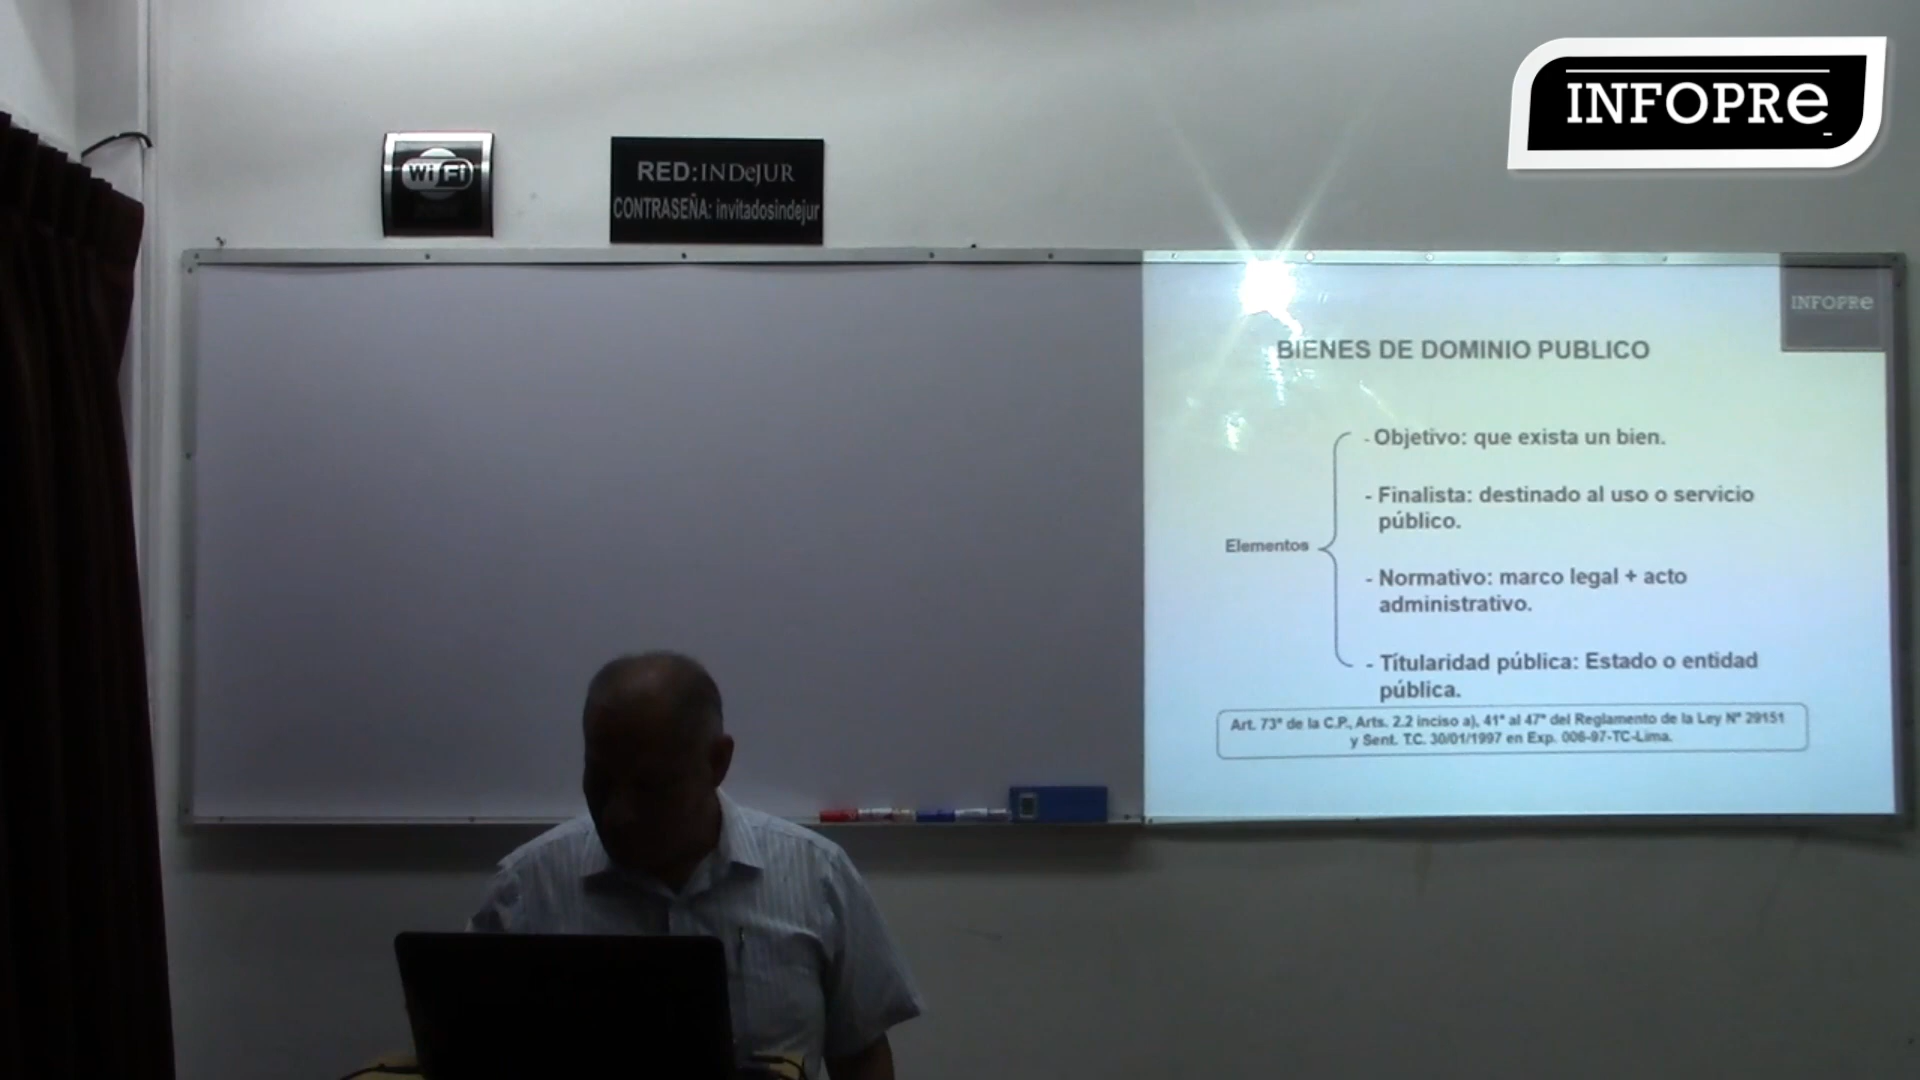 INFOPRe
Wi Fi
RED:INDeJUR
CONTRASEÑA: invitadosindejur
INFOPRe
BIENES DE DOMINIO PUBLICO
- Objetivo: que exista un bien.
- Finalista: destinado al uso o servicio
público.
Elementos
- Normativo: marco legal + acto
administrativo.
- Títularidad pública: Estado o entidad
pública.
Art. 73° de la C.P., Arts. 2.2 inciso a), 41° al 47° del Reglamento de la Ley N° 29151
y Sent. T.C. 30/01/1997 en Exp. 006-97-TC-Lima.